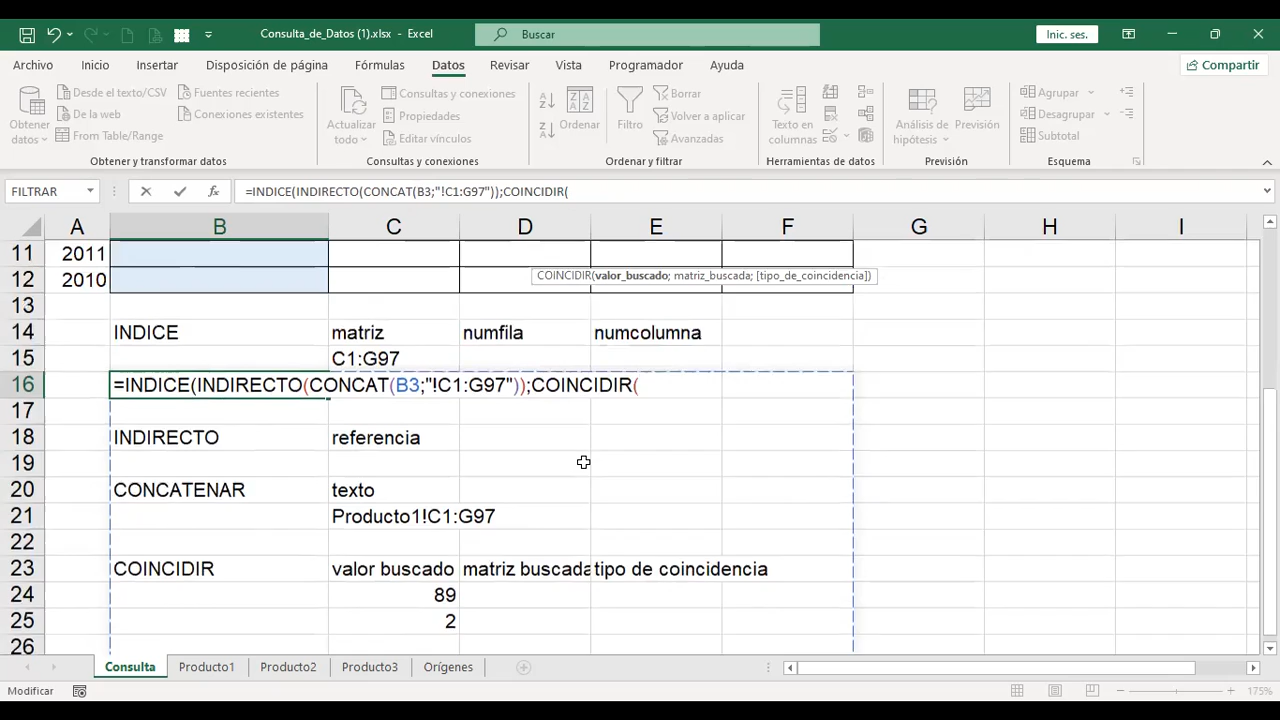 Consulta_de_Datos (1).xlsx - Excel
Buscar
Inic. ses.
Archivo Inicio Insertar Disposición de página Fórmulas Datos Revisar Vista Programador Ayuda Compartir
Obtener datos
Desde el texto/CSV
De la web
From Table/Range
Fuentes recientes
Conexiones existentes
Obtener y transformar datos
Actualizar todo
Consultas y conexiones
Propiedades
Editar vínculos
Consultas y conexiones
Ordenar
Filtro
Borrar
Volver a aplicar
Avanzadas
Ordenar y filtrar
Texto en columnas
Herramientas de datos
Análisis de hipótesis
Previsión
Previsión
Agrupar
Desagrupar
Subtotal
Esquema
FILTRAR fx =INDICE(INDIRECTO(CONCAT(B3;"!C1:G97"));COINCIDIR(
A B C D E F G H I
11 2011
12 2010
COINCIDIR(valor_buscado; matriz_buscada; [tipo_de_coincidencia])
13
14 INDICE matriz numfila numcolumna
15 C1:G97
16 =INDICE(INDIRECTO(CONCAT(B3;"!C1:G97"));COINCIDIR(
17
18 INDIRECTO referencia
19
20 CONCATENAR texto
21 Producto1!C1:G97
22
23 COINCIDIR valor buscado matriz buscada tipo de coincidencia
24 89
25 2
26
Consulta Producto1 Producto2 Producto3 Orígenes
Modificar 175%